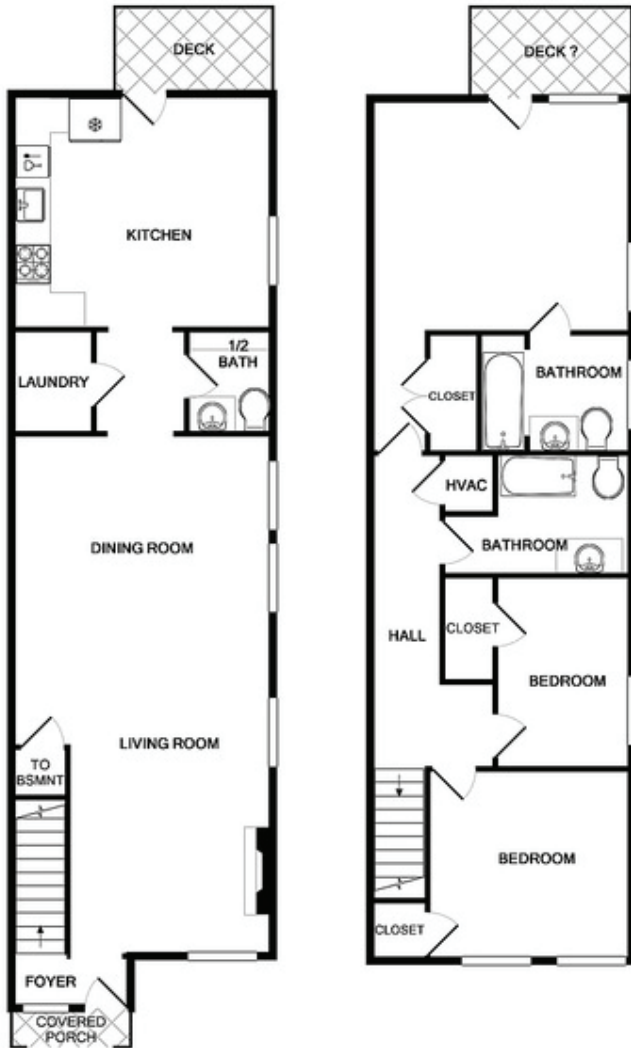 DECK
KITCHEN
LAUNDRY
1/2
BATH
DINING ROOM
LIVING ROOM
TO
BSMNT
FOYER
COVERED
PORCH
DECK ?
BATHROOM
CLOSET
HVAC
BATHROOM
CLOSET
HALL
BEDROOM
BEDROOM
CLOSET